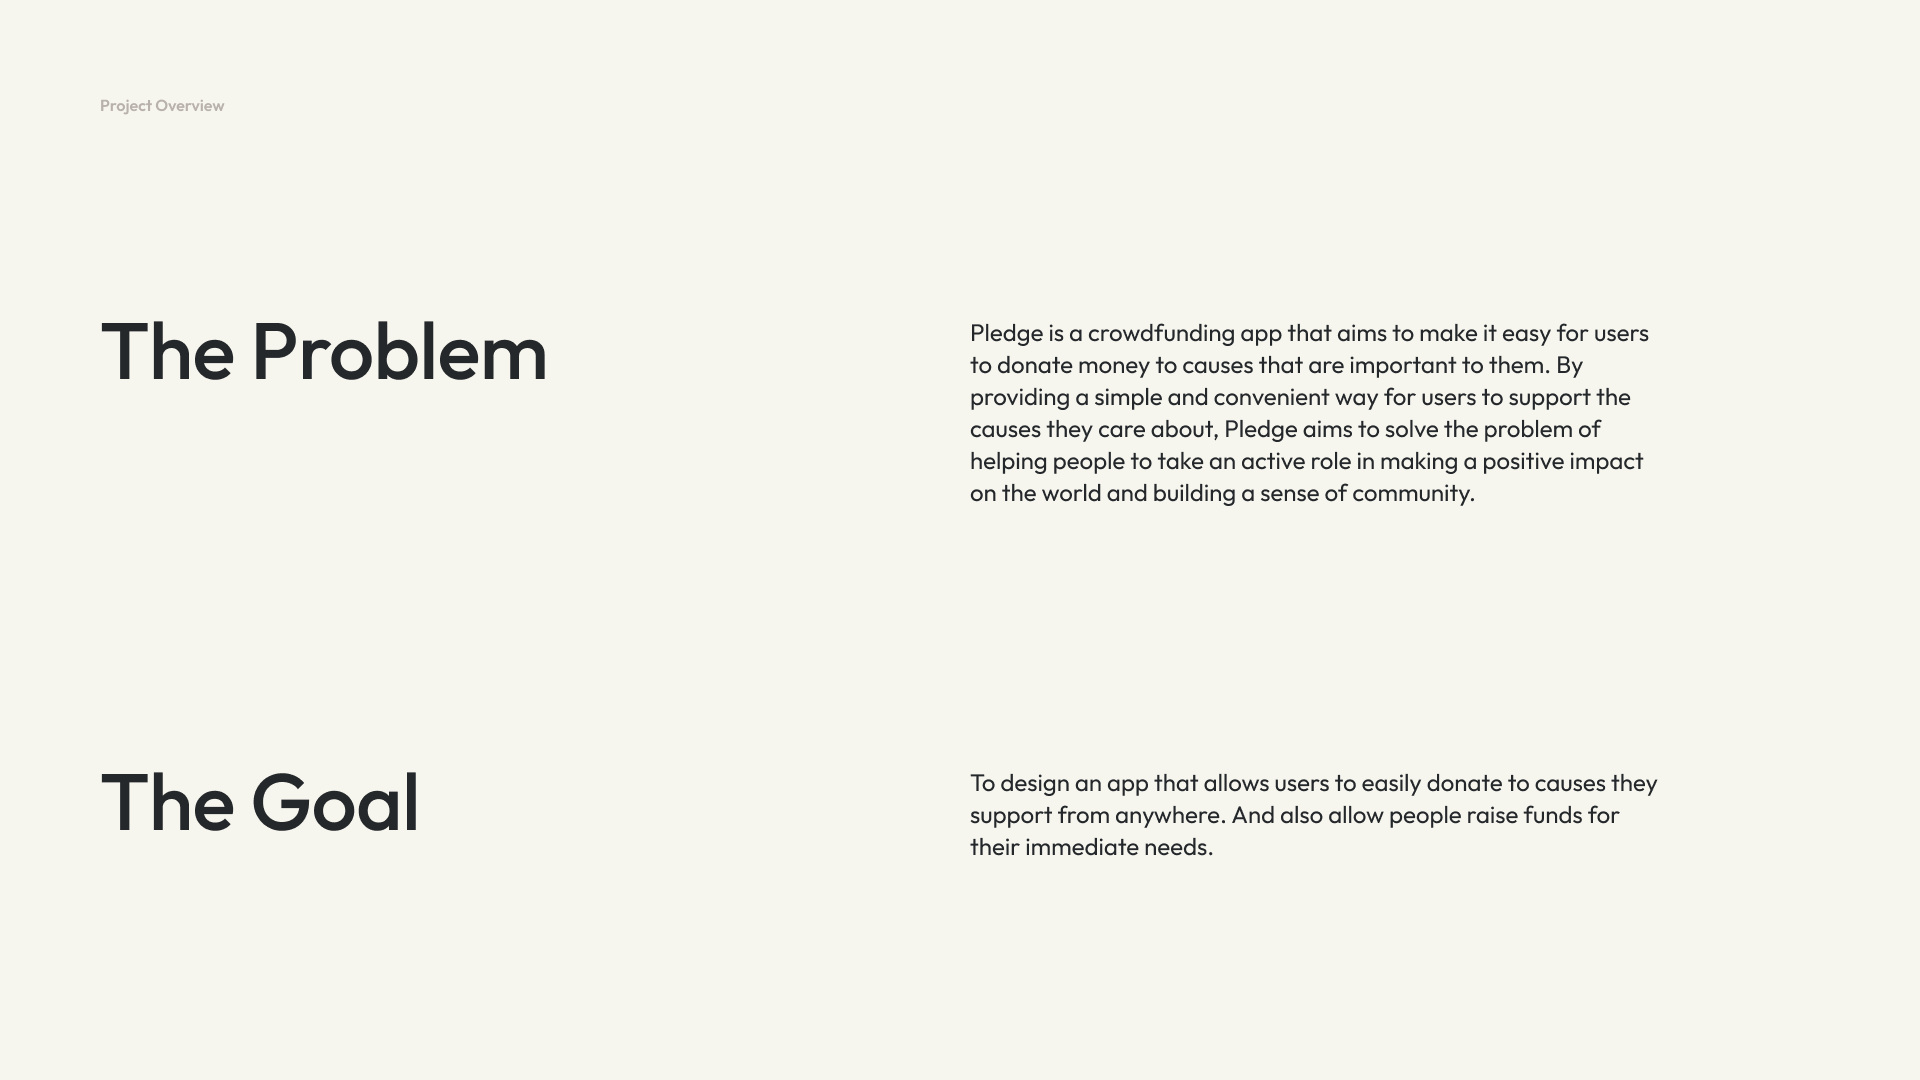 Project Overview
The Problem
Pledge is a crowdfunding app that aims to make it easy for users
to donate money to causes that are important to them. By
providing a simple and convenient way for users to support the
causes they care about, Pledge aims to solve the problem of
helping people to take an active role in making a positive impact
on the world and building a sense of community.
The Goal
To design an app that allows users to easily donate to causes they
support from anywhere. And also allow people raise funds for
their immediate needs.